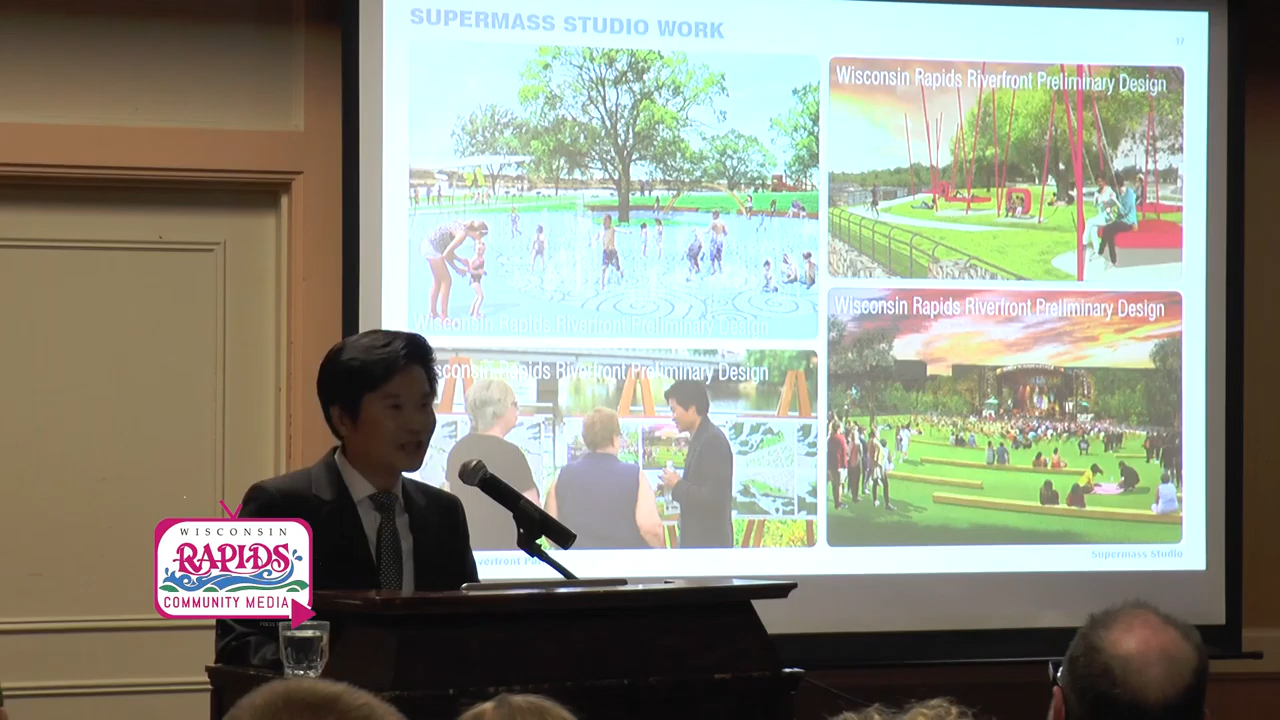 SUPERMASS STUDIO WORK
17
Wisconsin Rapids Riverfront Preliminary Design
Wisconsin Rapids Riverfront Preliminary Design
Rapids Riverfront Preliminary Design
Wisconsin Rapids Riverfront Preliminary Design
Supermass Studio
WISCONSIN
RAPIDS
COMMUNITY MEDIA